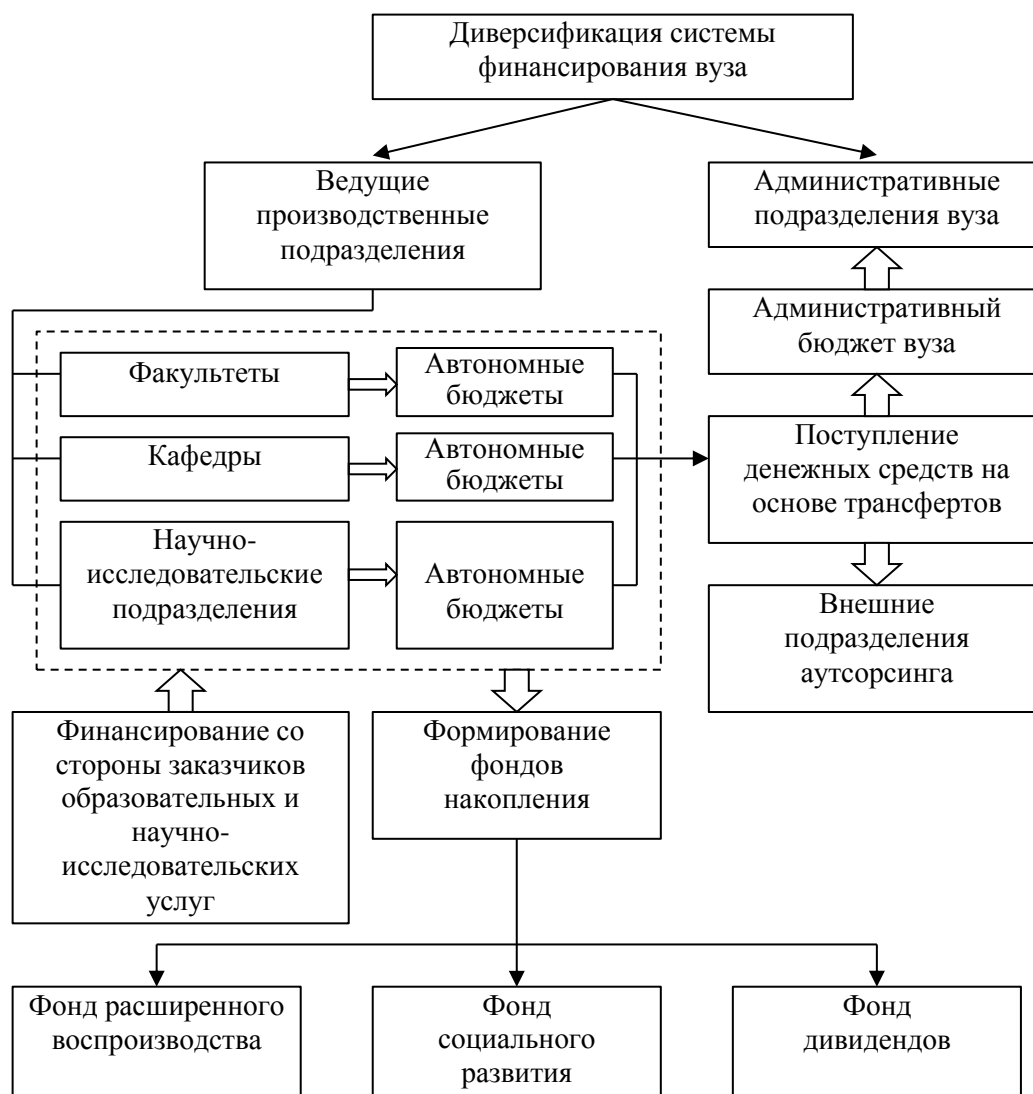 Диверсификация системы
финансирования вуза
Ведущие
производственные
подразделения
Административные
подразделения вуза
Административный
бюджет вуза
Факультеты
Автономные
бюджеты
Кафедры
Автономные
бюджеты
Поступление
денежных средств на
основе трансфертов
Научно-
исследовательские
подразделения
Автономные
бюджеты
Внешние
подразделения
аутсорсинга
Финансирование со
стороны заказчиков
образовательных и
научно-
исследовательских
услуг
Формирование
фондов
накопления
Фонд расширенного
воспроизводства
Фонд
социального
развития
Фонд
дивидендов